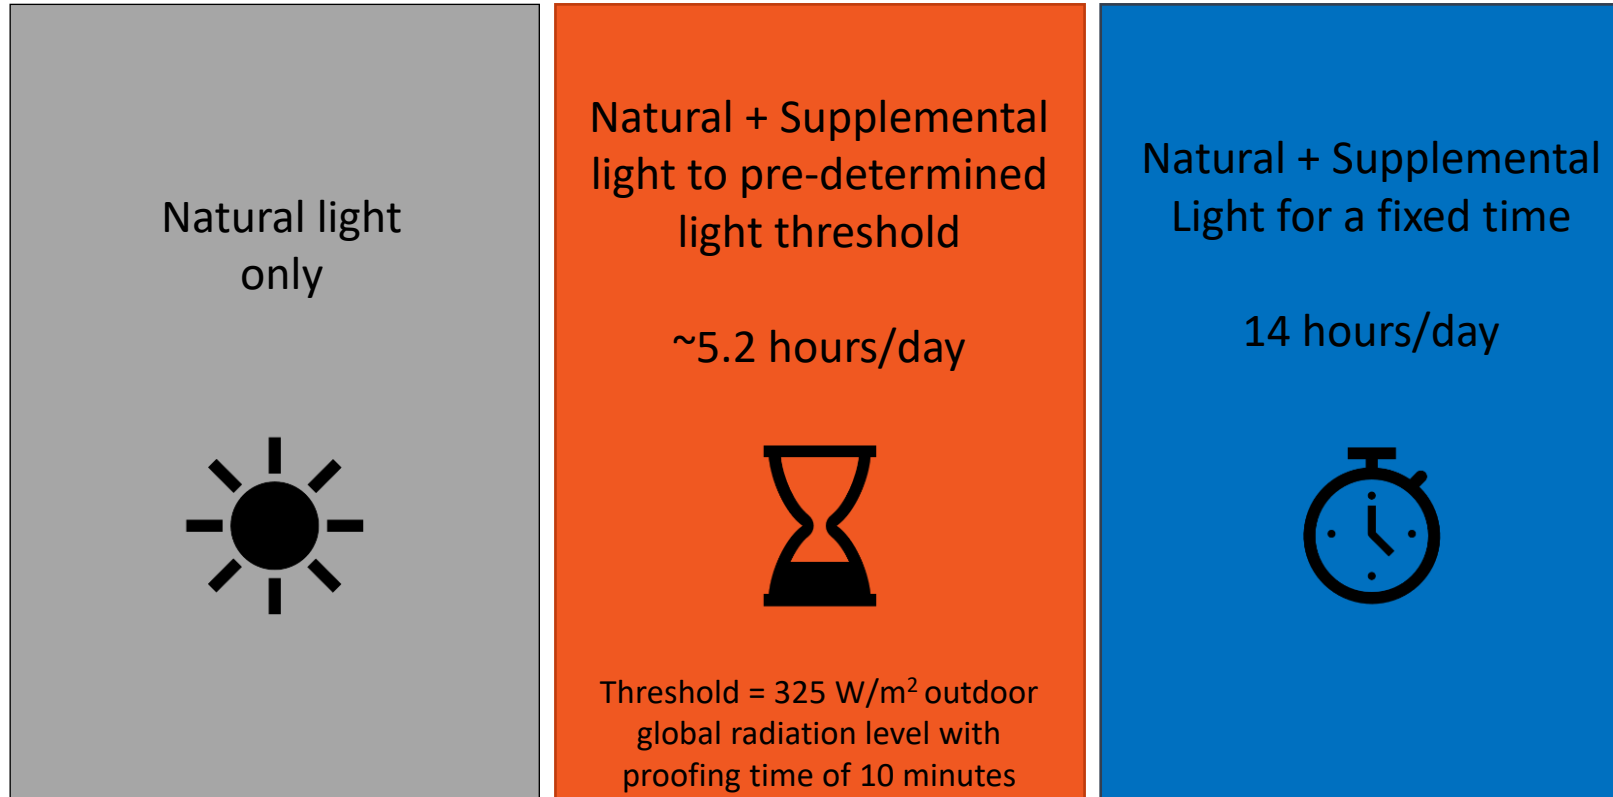 Natural light
only
Natural + Supplemental
light to pre-determined
light threshold
~5.2 hours/day
Threshold = 325 W/m² outdoor
global radiation level with
proofing time of 10 minutes
Natural + Supplemental
Light for a fixed time
14 hours/day